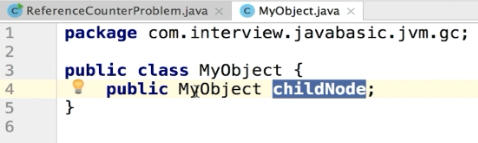 ReferenceCounterProblem.java × MyObject.java ×
1 package com.interview.javabasic.jvm.gc;
2
3 public class MyObject {
4 public MyObject childNode;
5 }
6